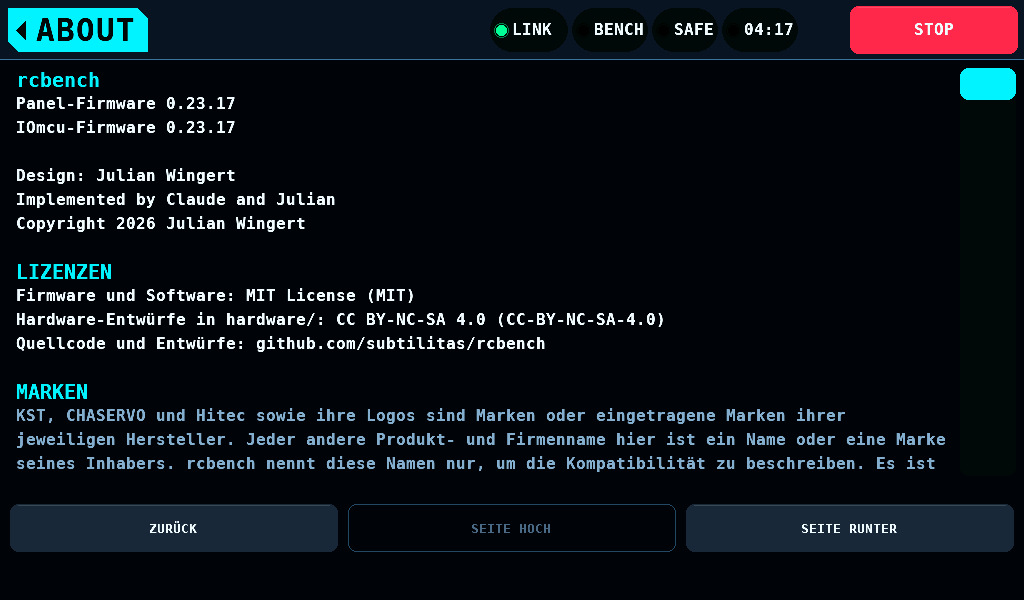 ABOUT
LINK
BENCH
SAFE
04:17
STOP
rcbench
Panel-Firmware 0.23.17
IOmcu-Firmware 0.23.17
Design: Julian Wingert
Implemented by Claude and Julian
Copyright 2026 Julian Wingert
LIZENZEN
Firmware und Software: MIT License (MIT)
Hardware-Entwürfe in hardware/: CC BY-NC-SA 4.0 (CC-BY-NC-SA-4.0)
Quellcode und Entwürfe: github.com/subtilitas/rcbench
MARKEN
KST, CHASERVO und Hitec sowie ihre Logos sind Marken oder eingetragene Marken ihrer
jeweiligen Hersteller. Jeder andere Produkt- und Firmenname hier ist ein Name oder eine Marke
seines Inhabers. rcbench nennt diese Namen nur, um die Kompatibilität zu beschreiben. Es ist
ZURÜCK
SEITE HOCH
SEITE RUNTER